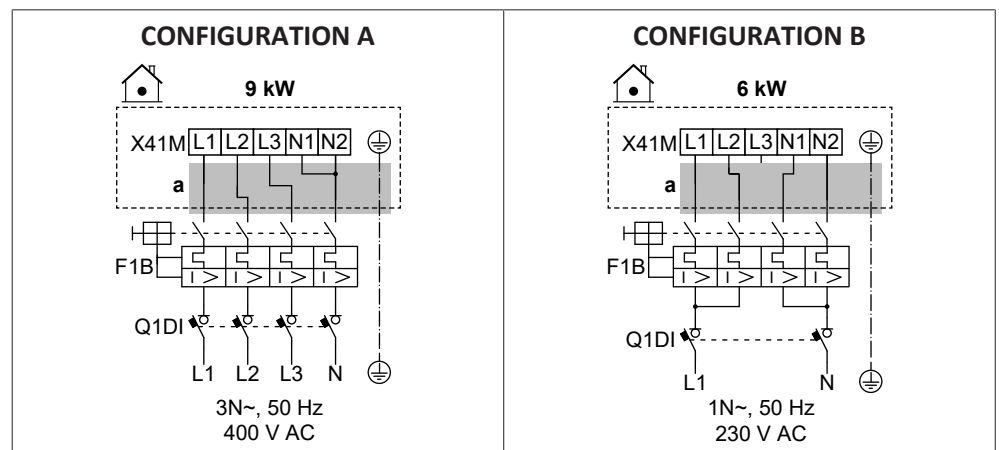 CONFIGURATION A
9 kW
X41M L1 L2 L3 N1 N2
a
F1B
I > I > I > I >
Q1DI
L1 L2 L3 N
3N~, 50 Hz
400 V AC
CONFIGURATION B
6 kW
X41M L1 L2 L3 N1 N2
a
F1B
I > I > I > I >
Q1DI
L1 N
1N~, 50 Hz
230 V AC